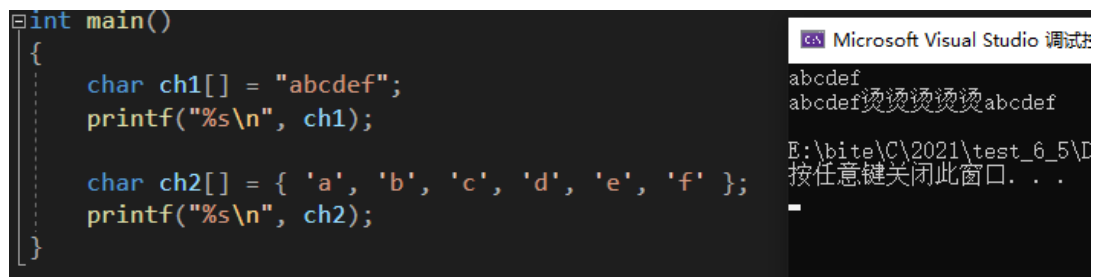 int main()
{
char ch1[] = "abcdef";
printf("%s\n", ch1);
char ch2[] = { 'a', 'b', 'c', 'd', 'e', 'f' };
printf("%s\n", ch2);
}
Microsoft Visual Studio 调试
abcdef
abcdef烫烫烫烫烫abcdef
E:\bite\C\2021\test_6_5\D
按任意键关闭此窗口. . .